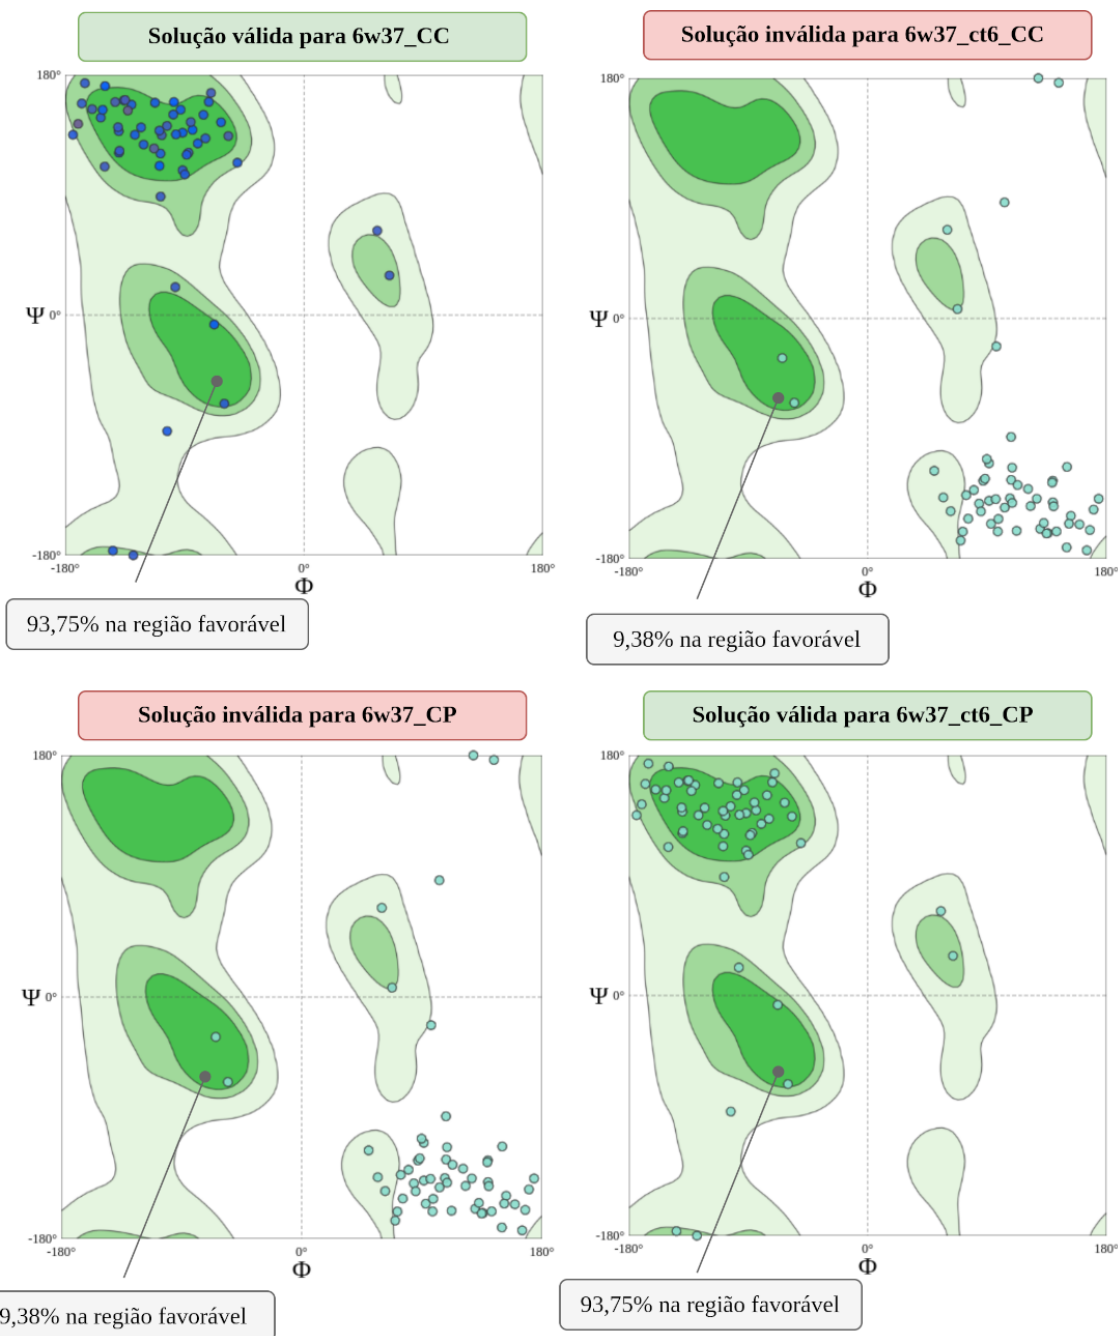 Solução válida para 6w37_CC
180°
Ψ 0°
-180°
-180°
0°
180°
Φ
93,75% na região favorável
Solução inválida para 6w37_ct6_CC
180°
Ψ 0°
-180°
-180°
0°
180°
Φ
9,38% na região favorável
Solução inválida para 6w37_CP
180°
Ψ 0°
-180°
-180°
0°
180°
Φ
9,38% na região favorável
Solução válida para 6w37_ct6_CP
180°
Ψ 0°
-180°
-180°
0°
180°
Φ
93,75% na região favorável